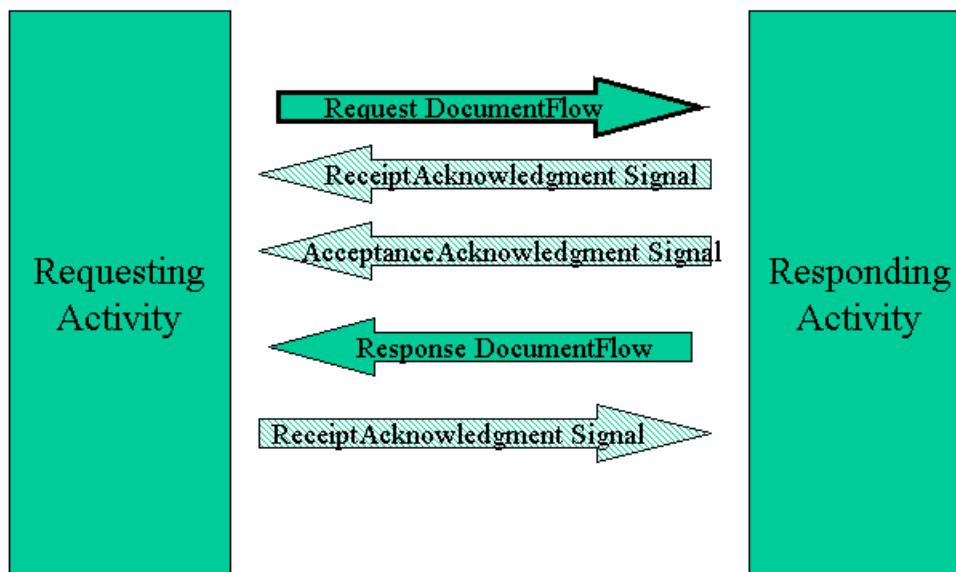 Request DocumentFlow
ReceiptAcknowledgment Signal
AcceptanceAcknowledgment Signal
Requesting
Activity
Responding
Activity
Response DocumentFlow
ReceiptAcknowledgment Signal